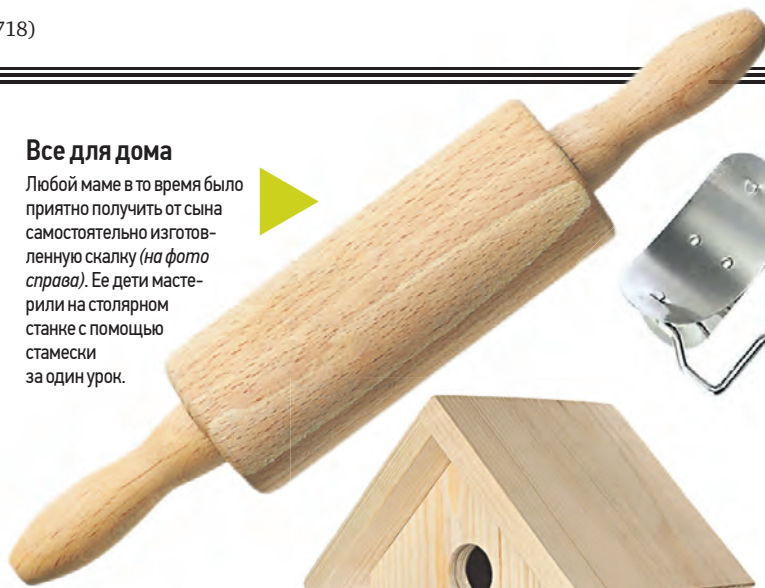 718)
Все для дома
Любой маме в то время было
приятно получить от сына
самостоятельно изготов-
ленную скалку (на фото
справа). Ее дети масте-
рили на столярном
станке с помощью
стамески
за один урок.